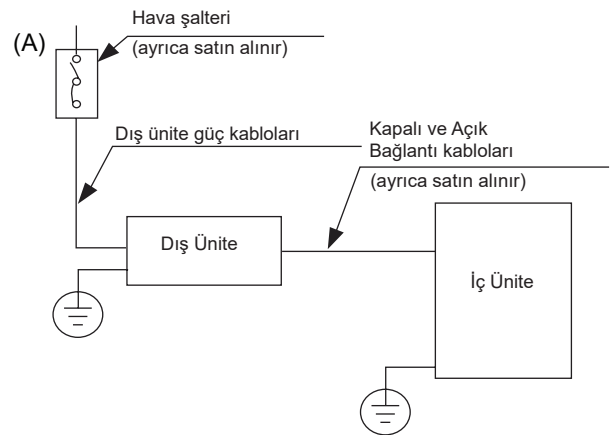 (A)
Hava şalteri
(ayrıca satın alınır)
Dış ünite güç kabloları
Kapalı ve Açık
Bağlantı kabloları
(ayrıca satın alınır)
Dış Ünite
İç Ünite